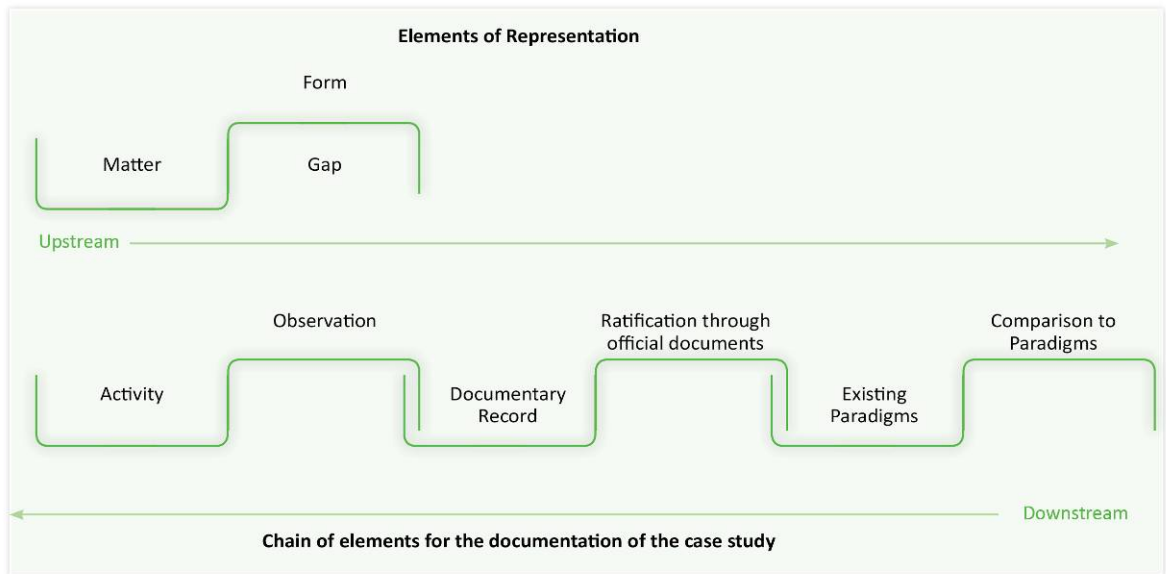 Elements of Representation
Form
Matter
Gap
Upstream
Observation
Ratification through
official documents
Comparison to
Paradigms
Activity
Documentary
Record
Existing
Paradigms
Downstream
Chain of elements for the documentation of the case study